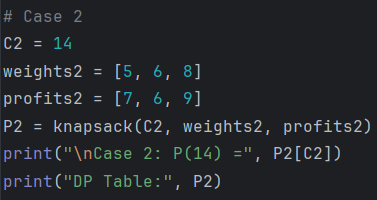 # Case 2
C2 = 14
weights2 = [5, 6, 8]
profits2 = [7, 6, 9]
P2 = knapsack(C2, weights2, profits2)
print("\nCase 2: P(14) =", P2[C2])
print("DP Table:", P2)